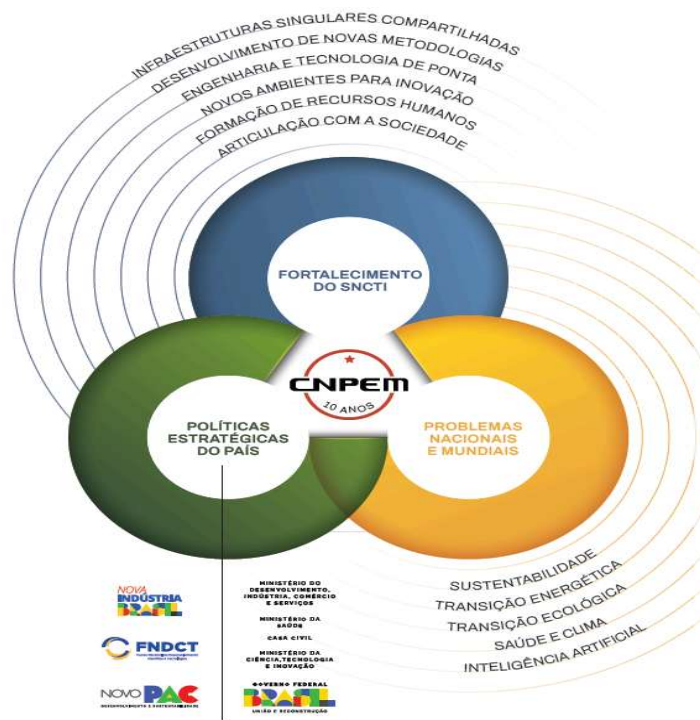 INFRAESTRUTURAS SINGULARES COMPARTILHADAS
DESENVOLVIMENTO DE NOVAS METODOLOGIAS
ENGENHARIA E TECNOLOGIA DE PONTA
NOVOS AMBIENTES PARA INOVAÇÃO
FORMAÇÃO DE RECURSOS HUMANOS
ARTICULAÇÃO COM A SOCIEDADE
FORTALECIMENTO
DO SNCTI
CNPEM
10 ANOS
POLÍTICAS
ESTRATÉGICAS
DO PAÍS
PROBLEMAS
NACIONAIS
E MUNDIAIS
SUSTENTABILIDADE
TRANSIÇÃO ENERGÉTICA
TRANSIÇÃO ECOLÓGICA
SAÚDE E CLIMA
INTELIGÊNCIA ARTIFICIAL
NOVA
INDÚSTRIA
BRASIL
FNDCT
NOVO PAC
DESENVOLVIMENTO E SUSTENTABILIDADE
MINISTÉRIO DO
DESENVOLVIMENTO,
INDÚSTRIA, COMÉRCIO
E SERVIÇOS
MINISTÉRIO DA
SAÚDE
CASA CIVIL
MINISTÉRIO DA
CIÊNCIA, TECNOLOGIA
E INOVAÇÃO
GOVERNO FEDERAL
BRASIL
UNIÃO E RECONSTRUÇÃO